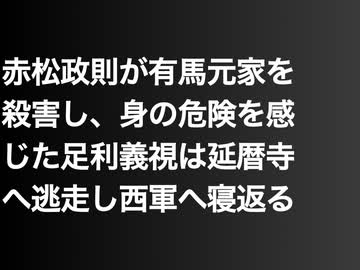 赤松政則が有馬元家を
殺害し、身の危険を感
じた足利義視は延暦寺
へ逃走し西軍へ寝返る